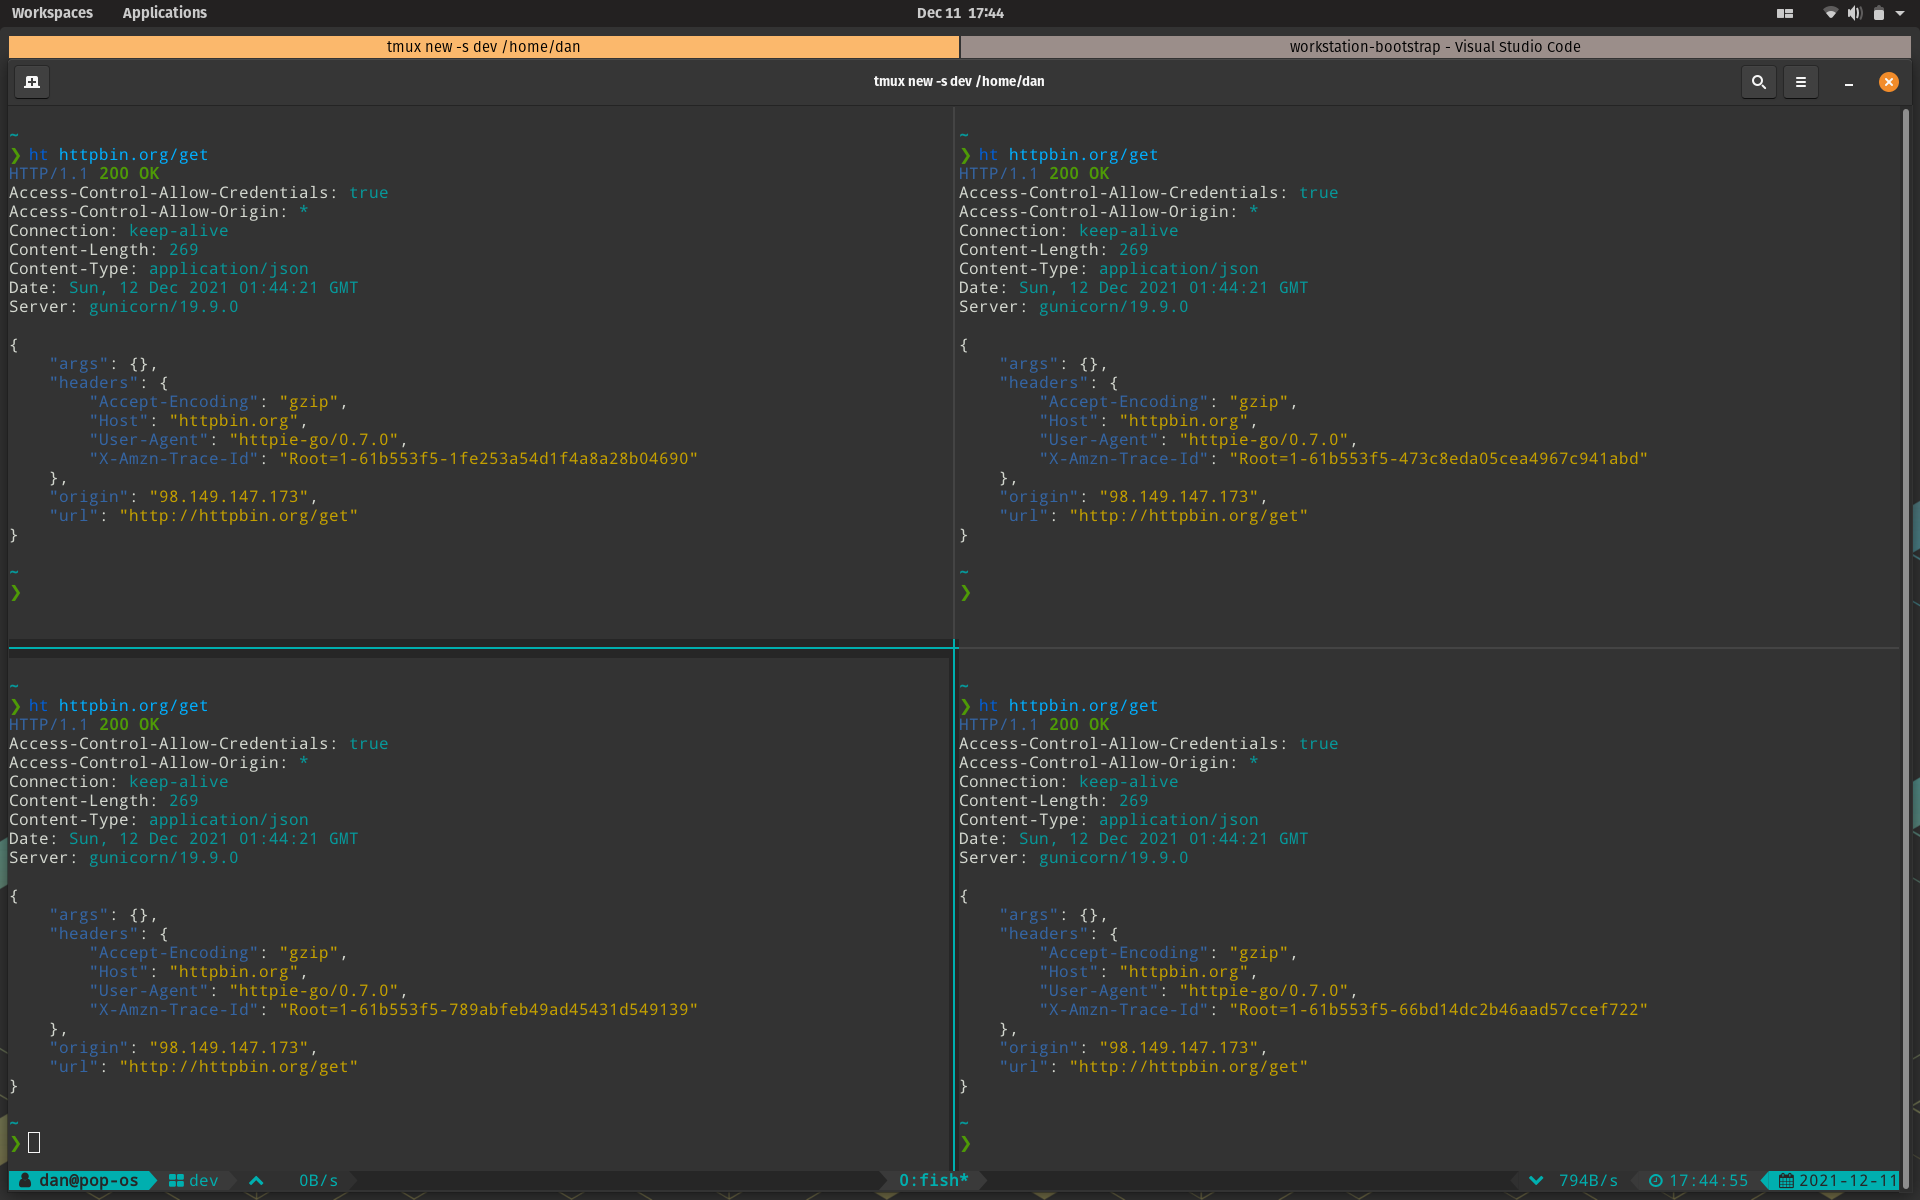 Workspaces Applications Dec 11 17:44
tmux new -s dev /home/dan workstation-bootstrap - Visual Studio Code
tmux new -s dev /home/dan
~
❯ ht httpbin.org/get
HTTP/1.1 200 OK
Access-Control-Allow-Credentials: true
Access-Control-Allow-Origin: *
Connection: keep-alive
Content-Length: 269
Content-Type: application/json
Date: Sun, 12 Dec 2021 01:44:21 GMT
Server: gunicorn/19.9.0
{
    "args": {},
    "headers": {
        "Accept-Encoding": "gzip",
        "Host": "httpbin.org",
        "User-Agent": "httpie-go/0.7.0",
        "X-Amzn-Trace-Id": "Root=1-61b553f5-1fe253a54d1f4a8a28b04690"
    },
    "origin": "98.149.147.173",
    "url": "http://httpbin.org/get"
}
~
❯
~
❯ ht httpbin.org/get
HTTP/1.1 200 OK
Access-Control-Allow-Credentials: true
Access-Control-Allow-Origin: *
Connection: keep-alive
Content-Length: 269
Content-Type: application/json
Date: Sun, 12 Dec 2021 01:44:21 GMT
Server: gunicorn/19.9.0
{
    "args": {},
    "headers": {
        "Accept-Encoding": "gzip",
        "Host": "httpbin.org",
        "User-Agent": "httpie-go/0.7.0",
        "X-Amzn-Trace-Id": "Root=1-61b553f5-473c8eda05cea4967c941abd"
    },
    "origin": "98.149.147.173",
    "url": "http://httpbin.org/get"
}
~
❯
~
❯ ht httpbin.org/get
HTTP/1.1 200 OK
Access-Control-Allow-Credentials: true
Access-Control-Allow-Origin: *
Connection: keep-alive
Content-Length: 269
Content-Type: application/json
Date: Sun, 12 Dec 2021 01:44:21 GMT
Server: gunicorn/19.9.0
{
    "args": {},
    "headers": {
        "Accept-Encoding": "gzip",
        "Host": "httpbin.org",
        "User-Agent": "httpie-go/0.7.0",
        "X-Amzn-Trace-Id": "Root=1-61b553f5-789abfeb49ad45431d549139"
    },
    "origin": "98.149.147.173",
    "url": "http://httpbin.org/get"
}
~
❯
~
❯ ht httpbin.org/get
HTTP/1.1 200 OK
Access-Control-Allow-Credentials: true
Access-Control-Allow-Origin: *
Connection: keep-alive
Content-Length: 269
Content-Type: application/json
Date: Sun, 12 Dec 2021 01:44:21 GMT
Server: gunicorn/19.9.0
{
    "args": {},
    "headers": {
        "Accept-Encoding": "gzip",
        "Host": "httpbin.org",
        "User-Agent": "httpie-go/0.7.0",
        "X-Amzn-Trace-Id": "Root=1-61b553f5-66bd14dc2b46aad57ccef722"
    },
    "origin": "98.149.147.173",
    "url": "http://httpbin.org/get"
}
~
❯
dan@pop-os dev 0B/s 0:fish* 794B/s 17:44:55 2021-12-11